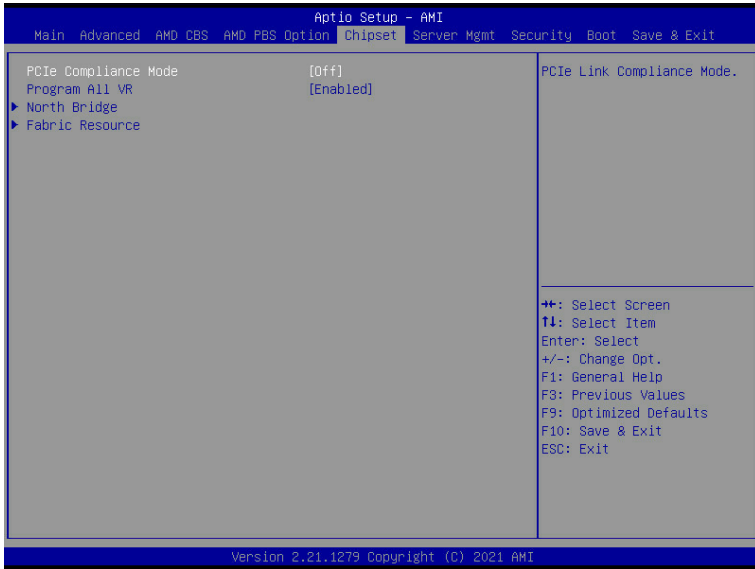 Aptio Setup – AMI
Main Advanced AMD CBS AMD PBS Option Chipset Server Mgmt Security Boot Save & Exit
PCIe Compliance Mode [Off]
Program All VR [Enabled]
► North Bridge
► Fabric Resource
PCIe Link Compliance Mode.
→←: Select Screen
↑↓: Select Item
Enter: Select
+/-: Change Opt.
F1: General Help
F3: Previous Values
F9: Optimized Defaults
F10: Save & Exit
ESC: Exit
Version 2.21.1279 Copyright (C) 2021 AMI